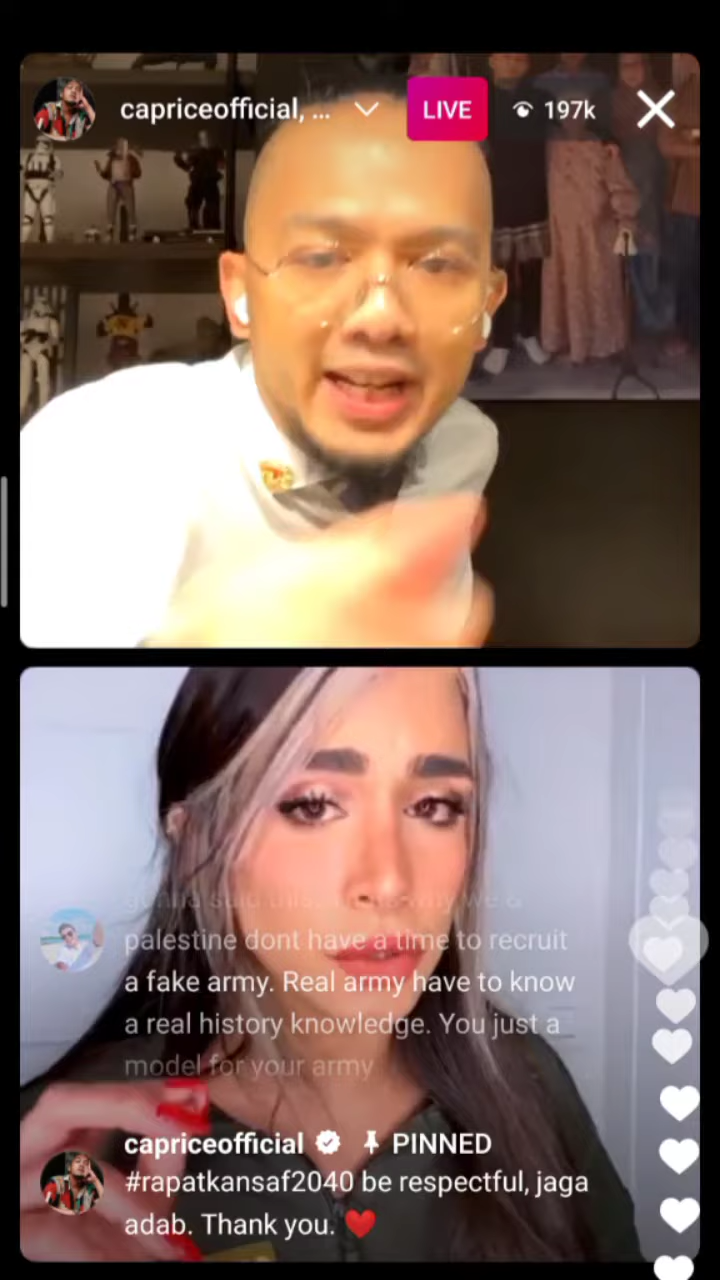 capriceofficial, ...
LIVE
197k
palestine dont have a time to recruit
a fake army. Real army have to know
a real history knowledge. You just a
model for your army
capriceofficial PINNED
#rapatkansaf2040 be respectful, jaga
adab. Thank you. ❤️